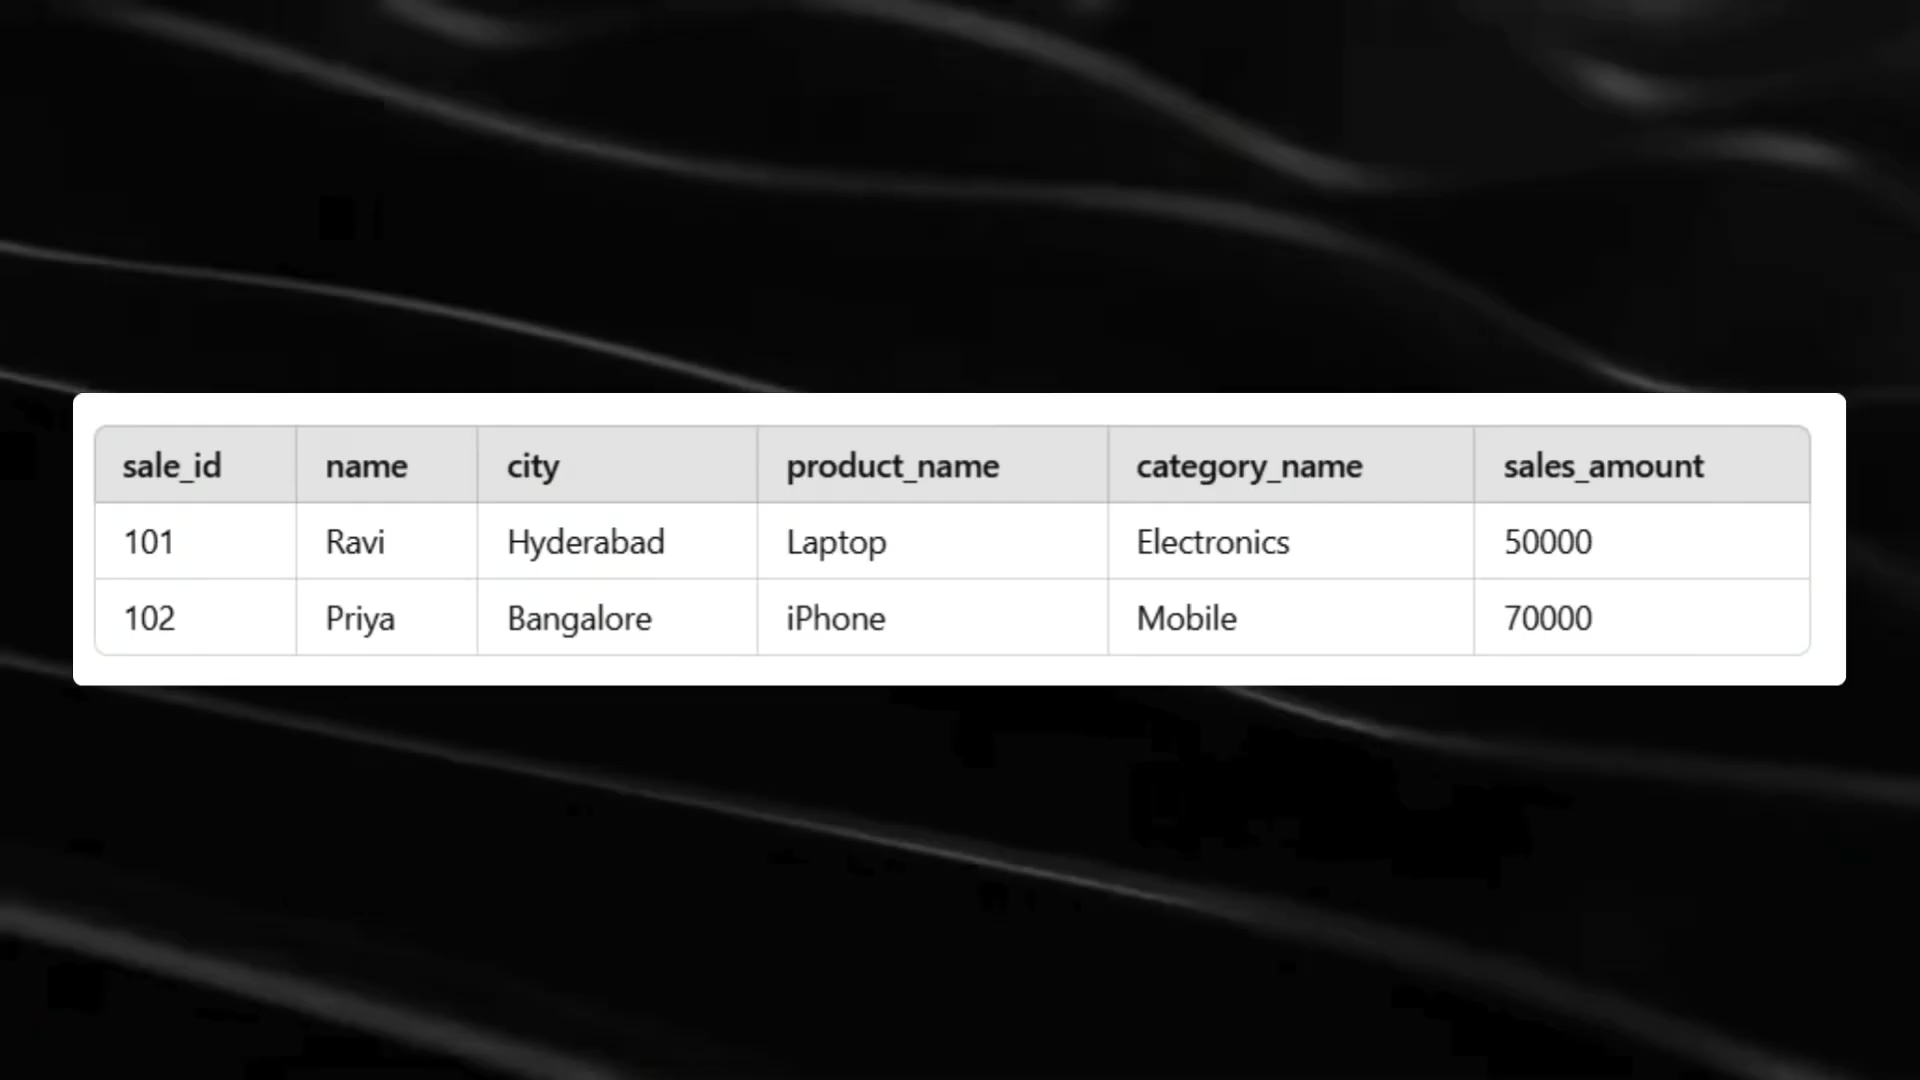 sale_id name city product_name category_name sales_amount
101 Ravi Hyderabad Laptop Electronics 50000
102 Priya Bangalore iPhone Mobile 70000